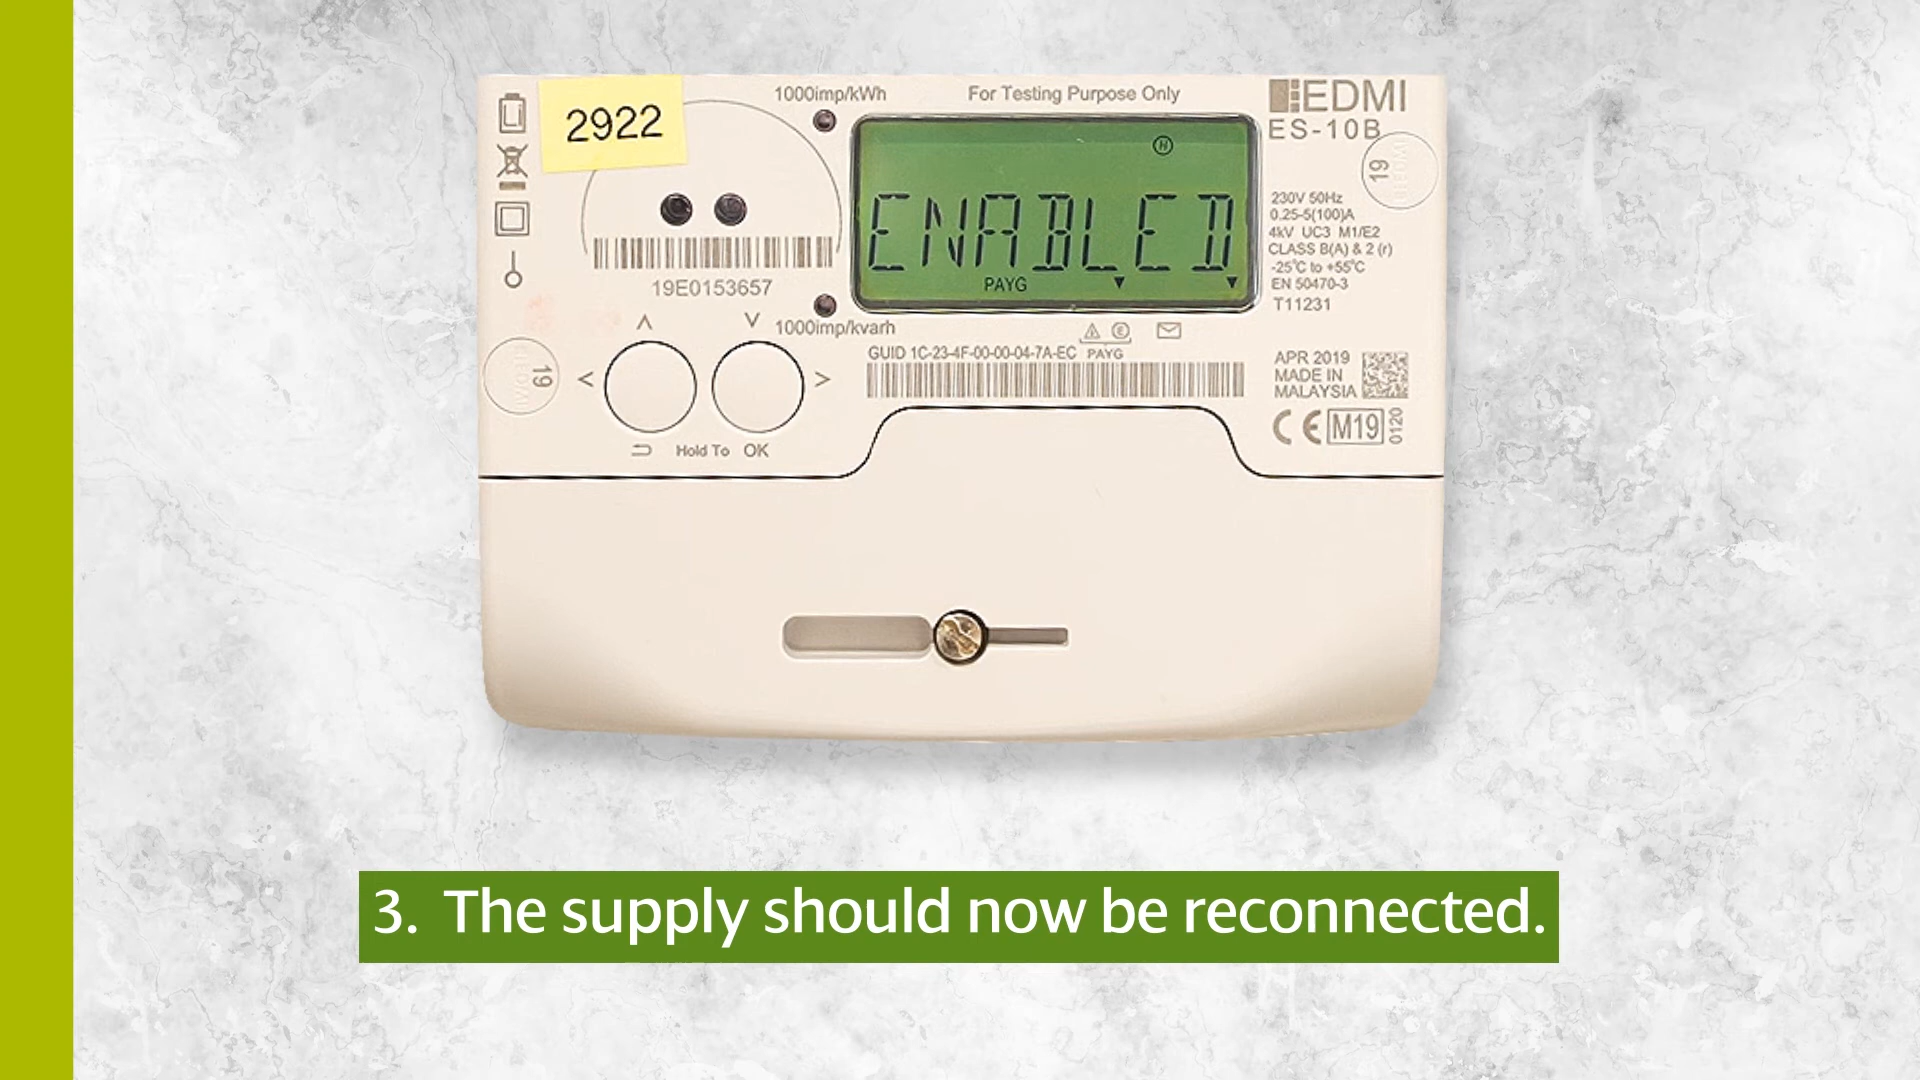 2922
1000imp/kWh
For Testing Purpose Only
EDMI
ES-10B
19
ENABLED
PAYG
230V 50Hz
0.25-5(100)A
4kV UC3 M1/E2
CLASS B(A) & 2 (r)
-25°C to +55°C
EN 50470-3
T11231
19E0153657
1000imp/kvarh
GUID 1C-23-4F-00-00-04-7A-EC PAYG
19
< >
Hold To OK
APR 2019
MADE IN
MALAYSIA
CE M19 0120
3. The supply should now be reconnected.